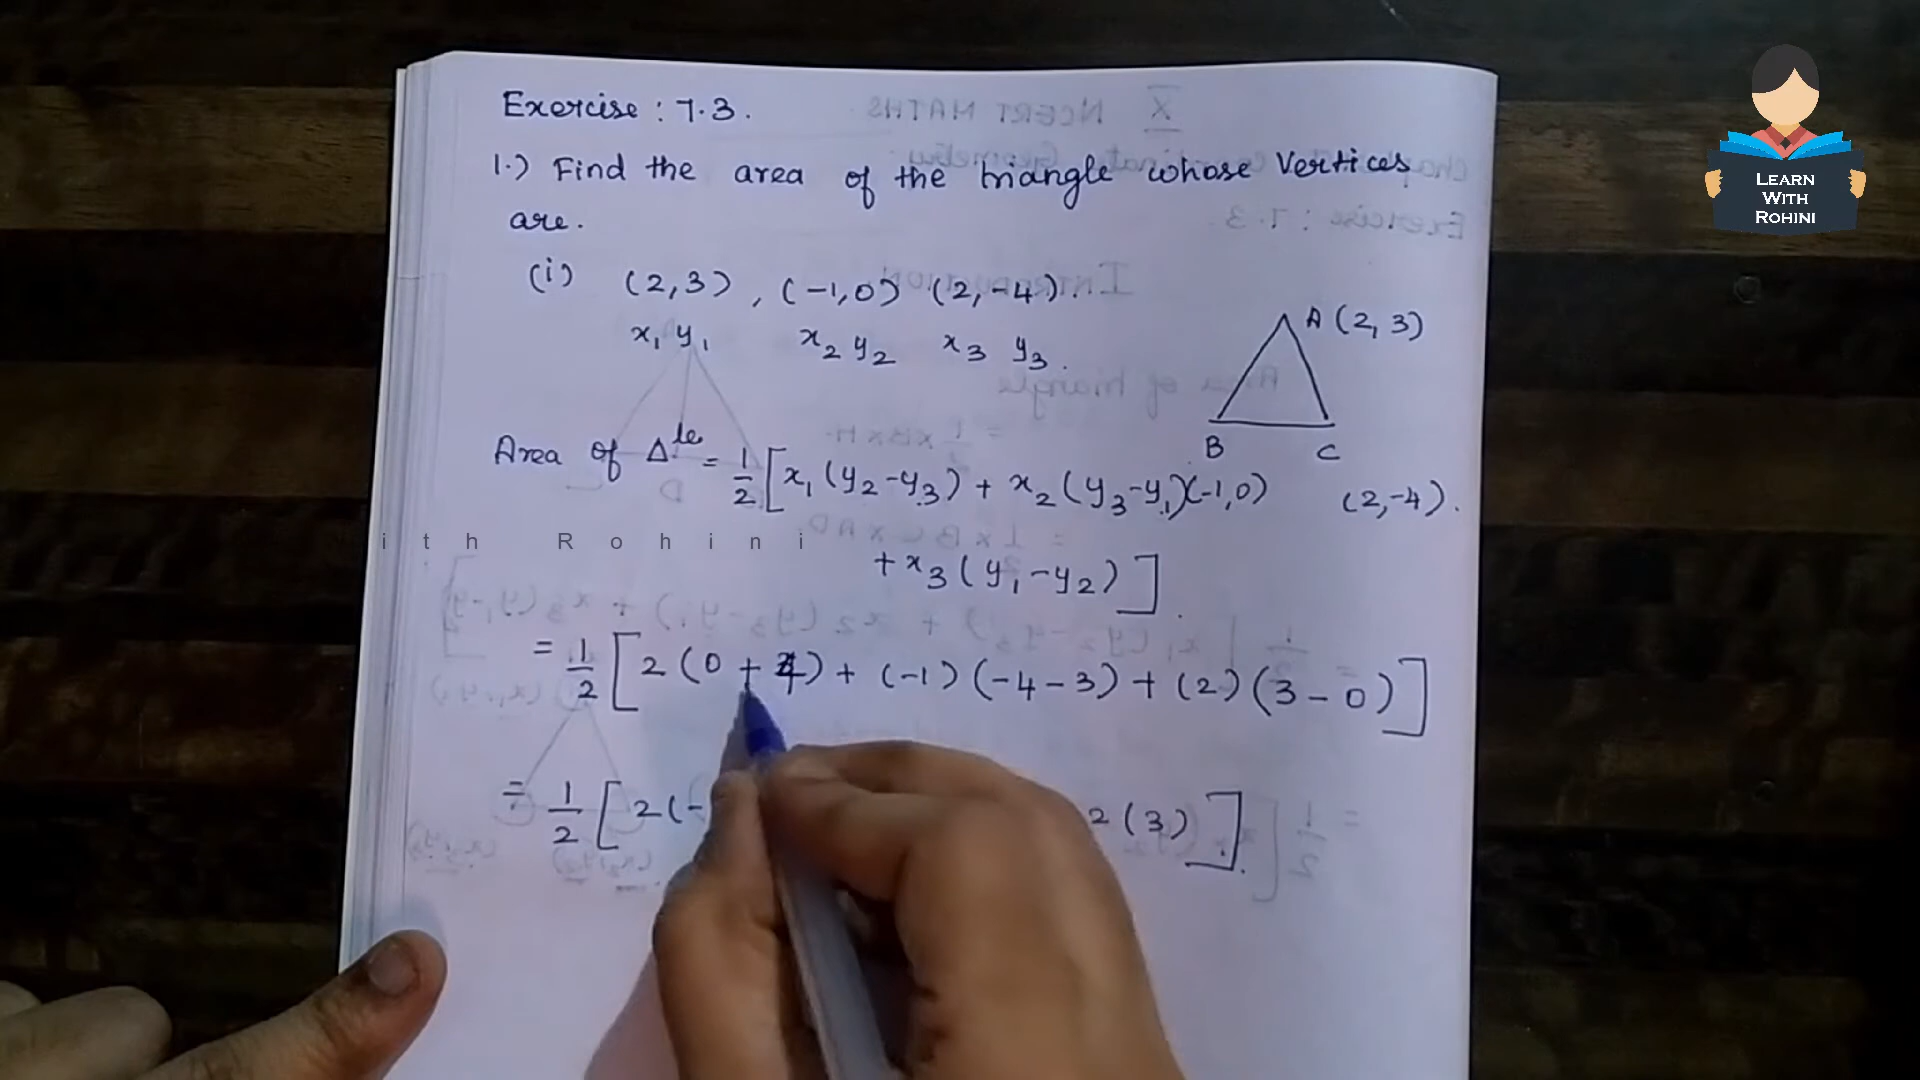 Exercise : 7.3.
1.) Find the area of the triangle whose vertices
are.
(i) (2,3) , (-1,0) (2,-4).
x₁ y₁ x₂ y₂ x₃ y₃.
A (2, 3)
B C
Area of Δle = 1/2 [x₁ (y₂-y₃) + x₂ (y₃-y₁) (-1,0) (2,-4).
+ x₃ (y₁-y₂)].
= 1/2 [2 (0 + 4) + (-1) (-4-3) + (2) (3-0)]
= 1/2 [2(- 2 (3)].
ith Rohini
LEARN
WITH
ROHINI